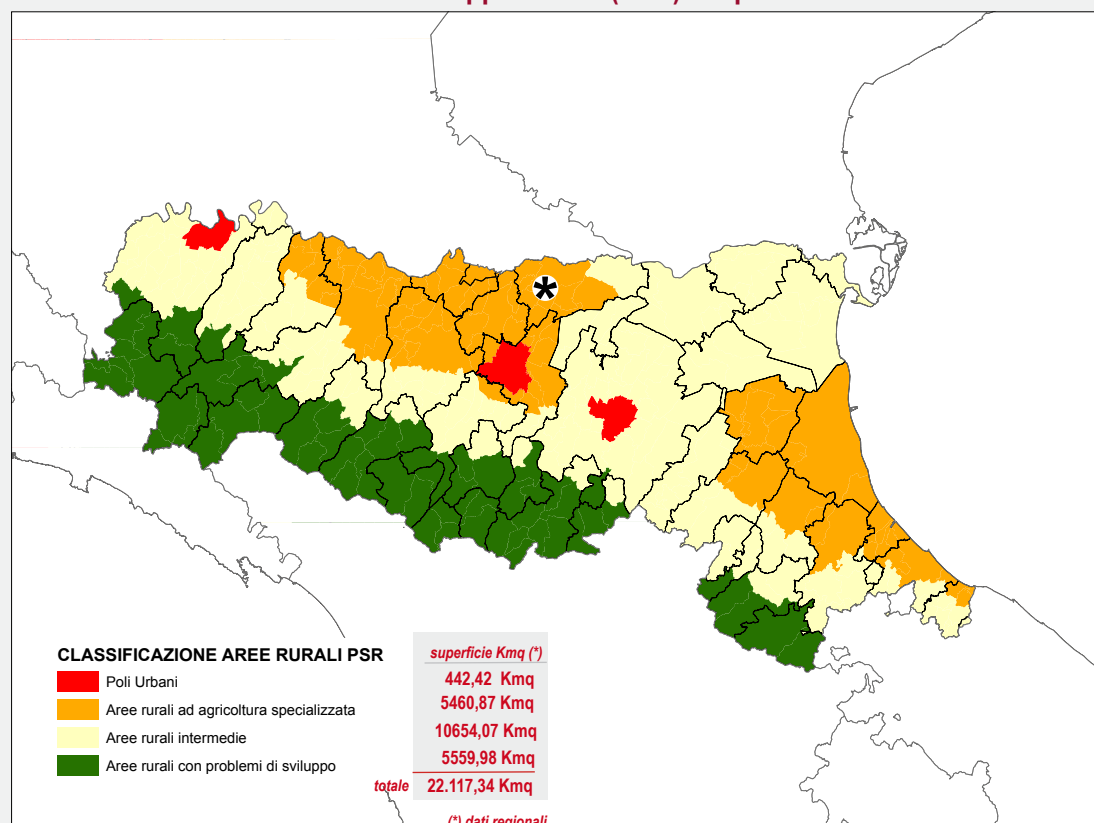 CLASSIFICAZIONE AREE RURALI PSR
superficie Kmq (*)
Poli Urbani
442,42 Kmq
Aree rurali ad agricoltura specializzata
5460,87 Kmq
Aree rurali intermedie
10654,07 Kmq
Aree rurali con problemi di sviluppo
5559,98 Kmq
totale 22.117,34 Kmq
(*) dati regionali